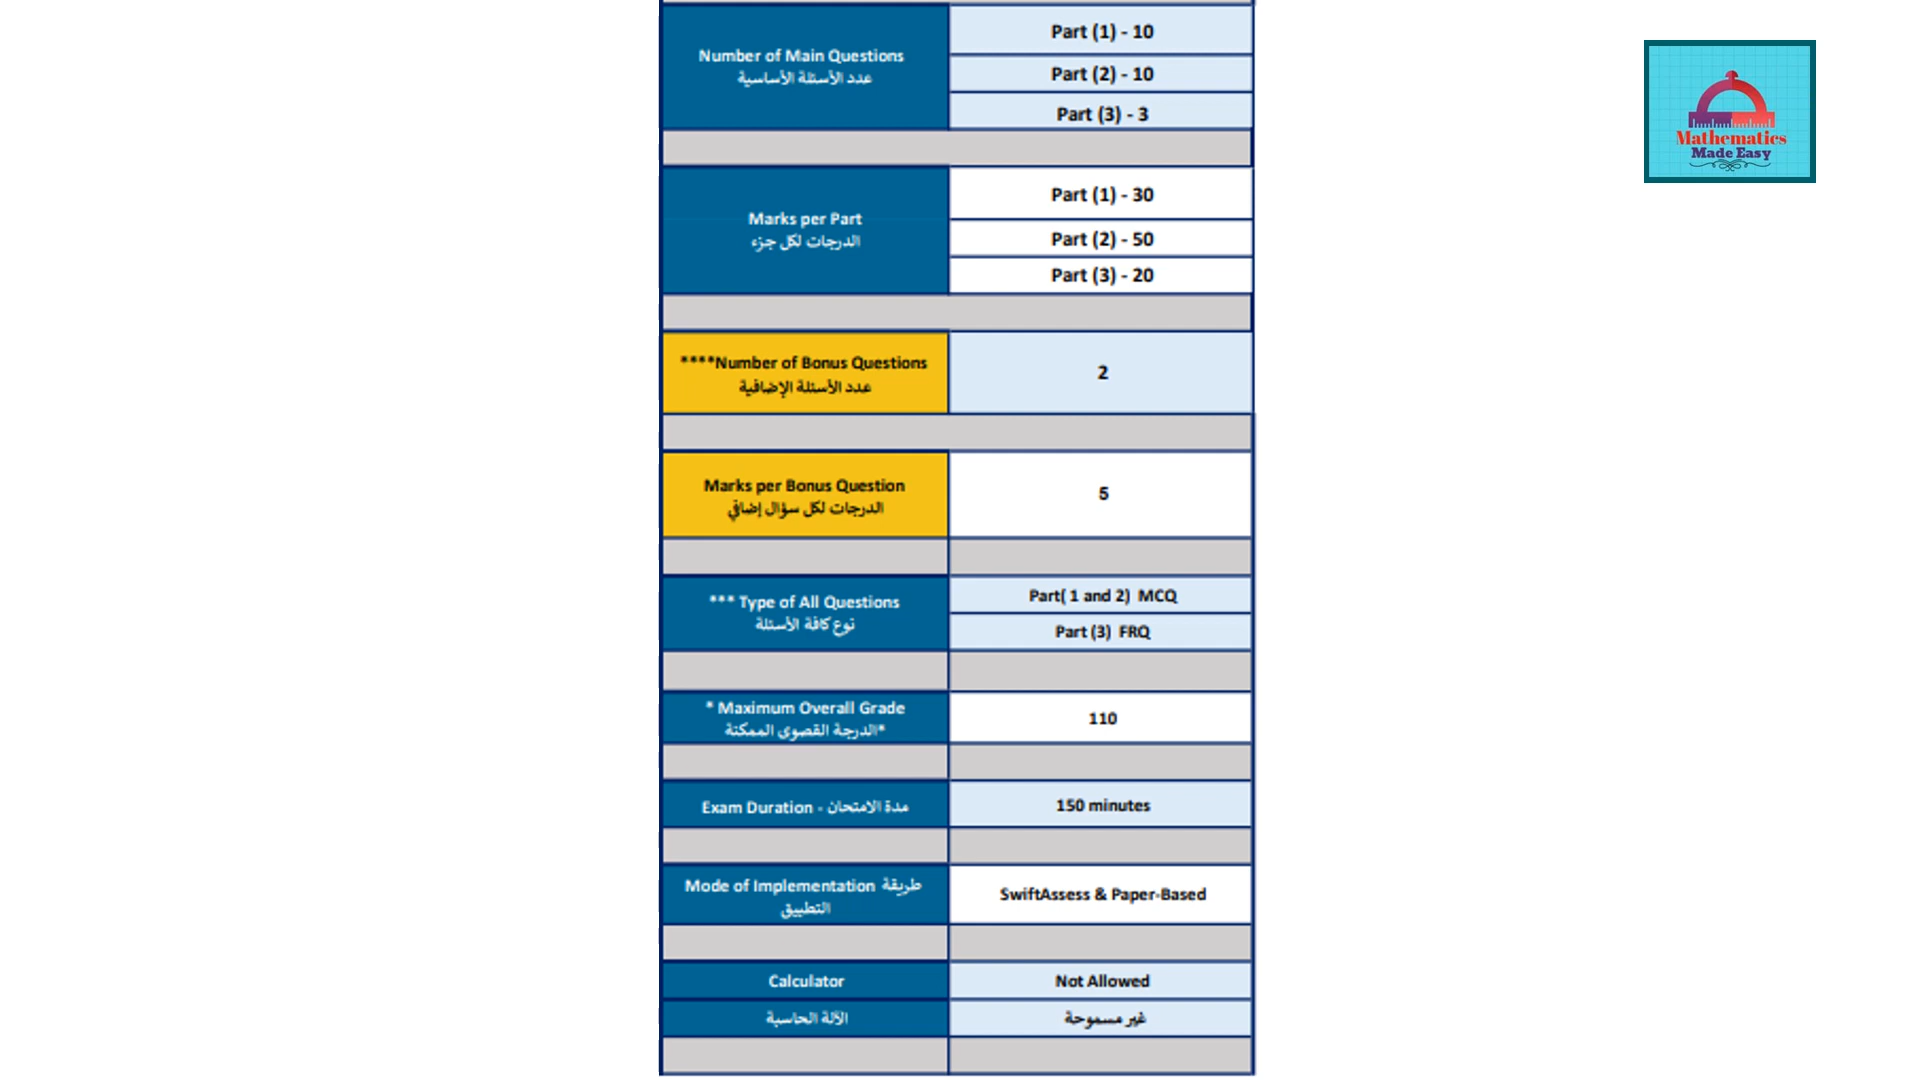 Number of Main Questions
عدد الأسئلة الأساسية
Part (1) - 10
Part (2) - 10
Part (3) - 3
Mathematics
Made Easy
Marks per Part
الدرجات لكل جزء
Part (1) - 30
Part (2) - 50
Part (3) - 20
****Number of Bonus Questions
عدد الأسئلة الإضافية
2
Marks per Bonus Question
الدرجات لكل سؤال إضافي
5
*** Type of All Questions
نوع كافة الأسئلة
Part( 1 and 2) MCQ
Part (3) FRQ
* Maximum Overall Grade
*الدرجة القصوى الممكنة
110
Exam Duration - مدة الامتحان
150 minutes
Mode of Implementation طريقة
التطبيق
SwiftAssess & Paper-Based
Calculator
Not Allowed
الآلة الحاسبة
غير مسموحة